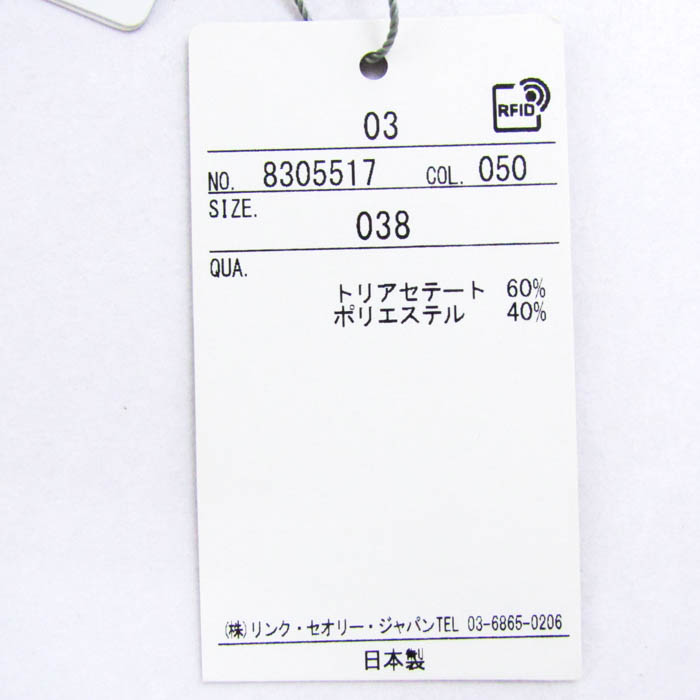 RFID
03
NO. 8305517 COL. 050
SIZE.
038
QUA.
トリアセテート 60%
ポリエステル 40%
(株)リンク・セオリー・ジャパンTEL 03-6865-0206
日本製